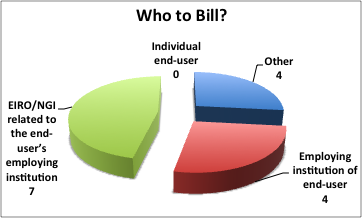 Who to Bill?
Individual
end-user
0
Other
4
EIRO/NGI
related to
the end-
user's
employing
institution
7
Employing
institution of
end-user
4